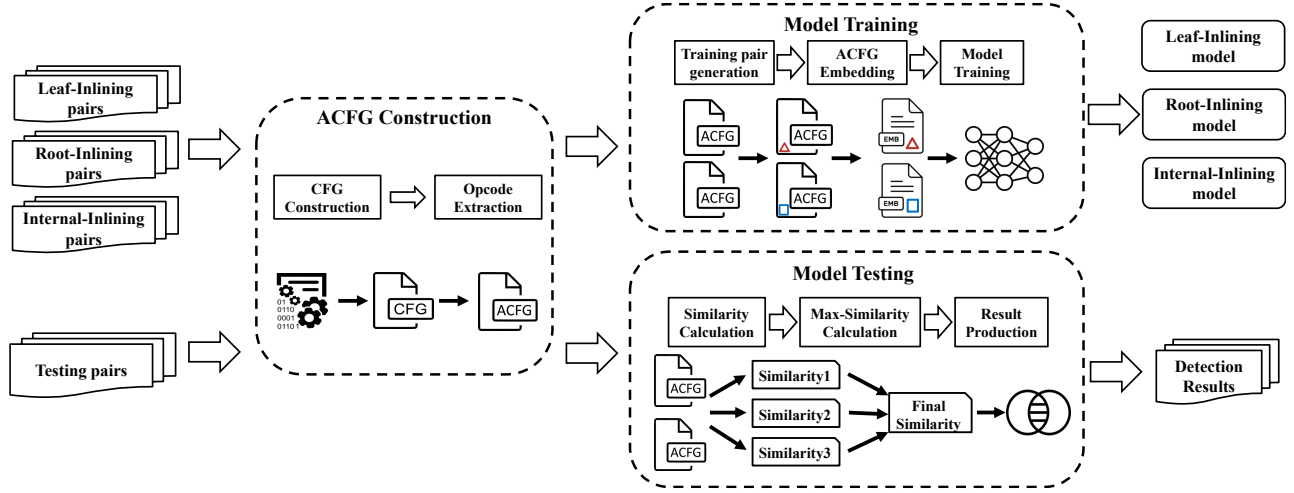 Leaf-Inlining
pairs
Root-Inlining
pairs
Internal-Inlining
pairs
Testing pairs
ACFG Construction
CFG
Construction
Opcode
Extraction
01
0110
0001
01101
CFG
ACFG
Model Training
Training pair
generation
ACFG
Embedding
Model
Training
ACFG
ACFG
EMB
ACFG
ACFG
EMB
Leaf-Inlining
model
Root-Inlining
model
Internal-Inlining
model
Model Testing
Similarity
Calculation
Max-Similarity
Calculation
Result
Production
ACFG
ACFG
Similarity1
Similarity2
Similarity3
Final
Similarity
Detection
Results